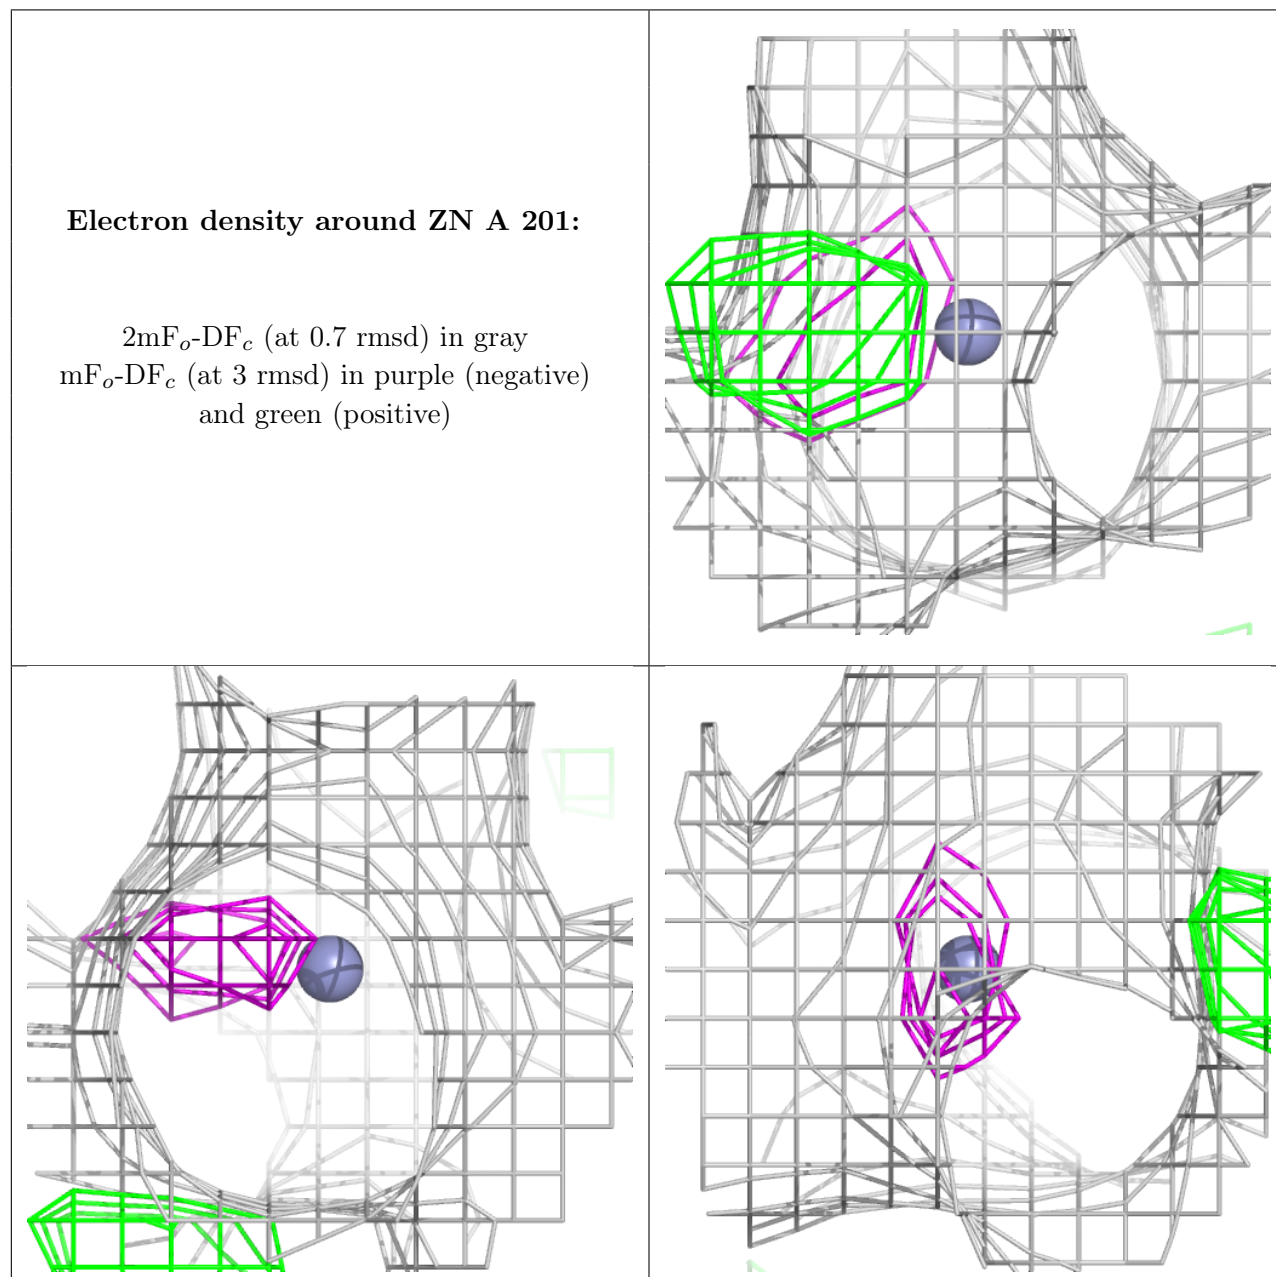 Electron density around ZN A 201:
2mFo-DFc (at 0.7 rmsd) in gray
mFo-DFc (at 3 rmsd) in purple (negative)
and green (positive)